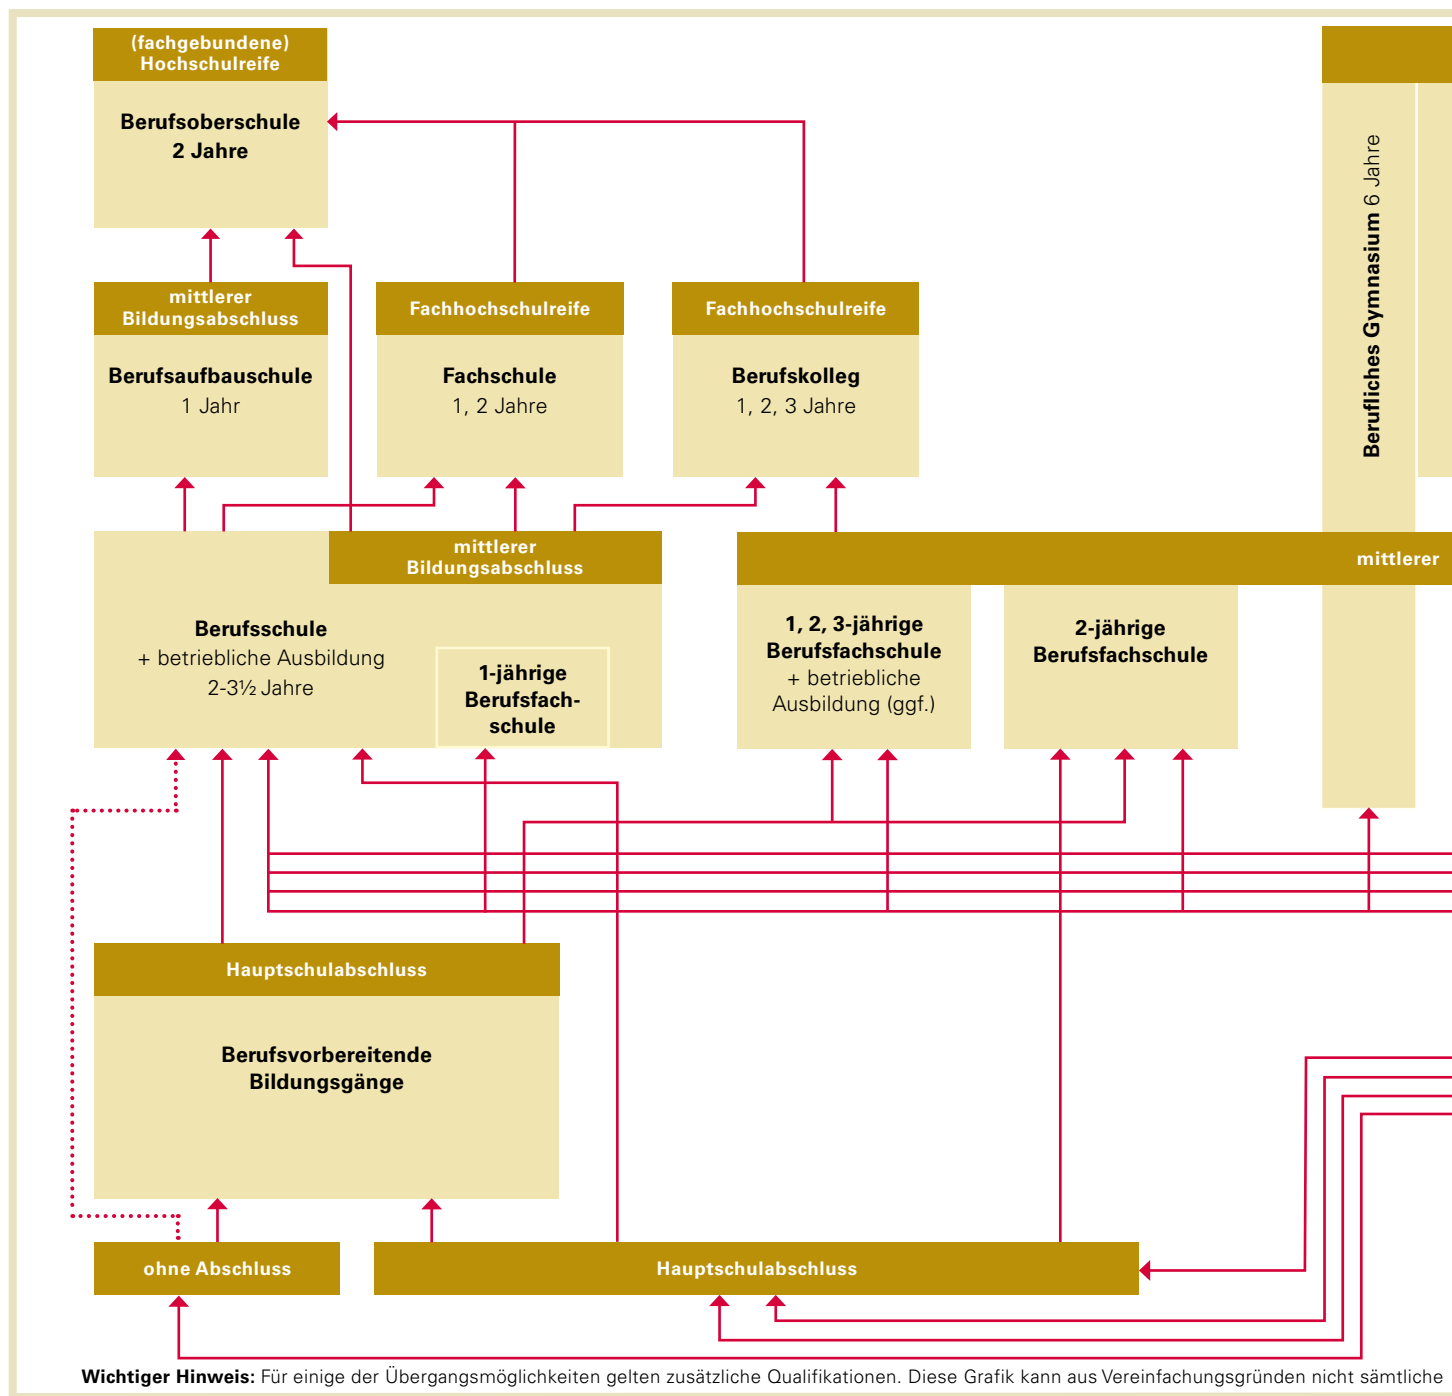 (fachgebundene)
Hochschulreife
Berufsoberschule
2 Jahre
Berufliches Gymnasium 6 Jahre
mittlerer
Bildungsabschluss
Berufsaufbauschule
1 Jahr
Fachhochschulreife
Fachschule
1, 2 Jahre
Fachhochschulreife
Berufskolleg
1, 2, 3 Jahre
mittlerer
Bildungsabschluss
Berufsschule
+ betriebliche Ausbildung
2-3½ Jahre
1-jährige
Berufsfach-
schule
mittlerer
1, 2, 3-jährige
Berufsfachschule
+ betriebliche
Ausbildung (ggf.)
2-jährige
Berufsfachschule
Hauptschulabschluss
Berufsvorbereitende
Bildungsgänge
ohne Abschluss
Hauptschulabschluss
Wichtiger Hinweis: Für einige der Übergangsmöglichkeiten gelten zusätzliche Qualifikationen. Diese Grafik kann aus Vereinfachungsgründen nicht sämtliche